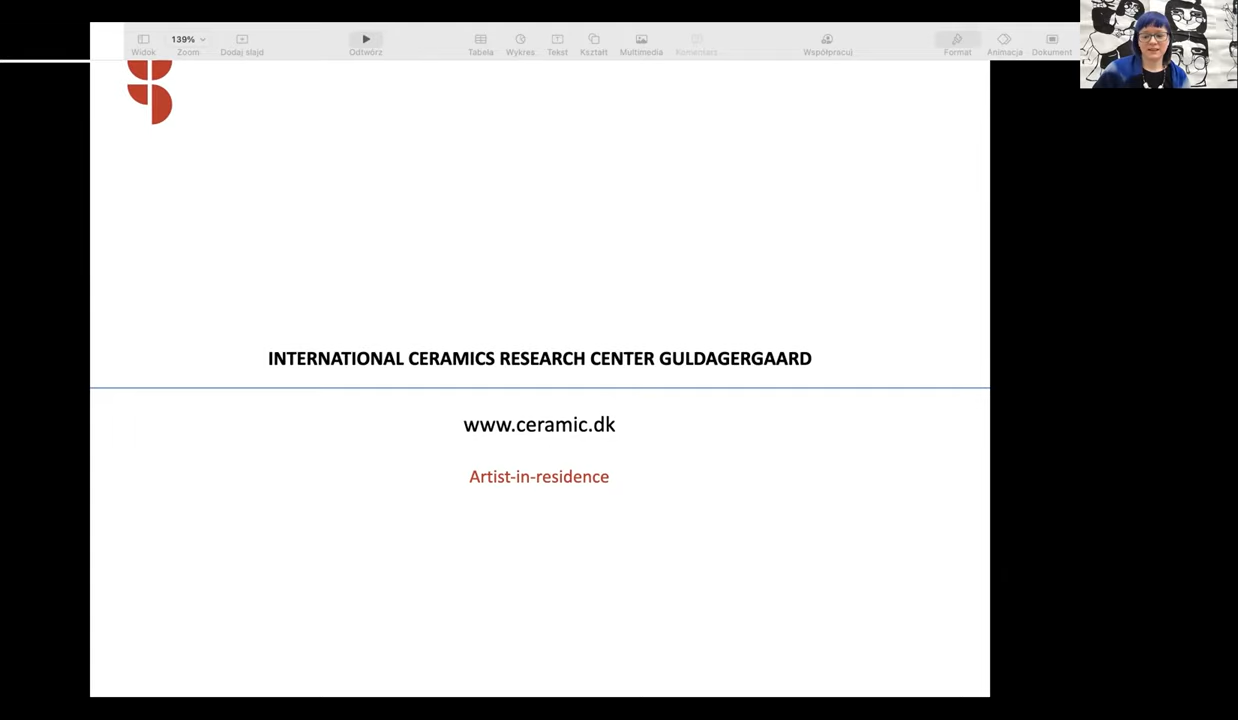 139%
Widok
Zoom
Dodaj slajd
Odtwórz
Tabela
Wykres
Tekst
Kształt
Multimedia
Komentarz
Współpracuj
Format
Animacja
Dokument
INTERNATIONAL CERAMICS RESEARCH CENTER GULDAGERGAARD
www.ceramic.dk
Artist-in-residence